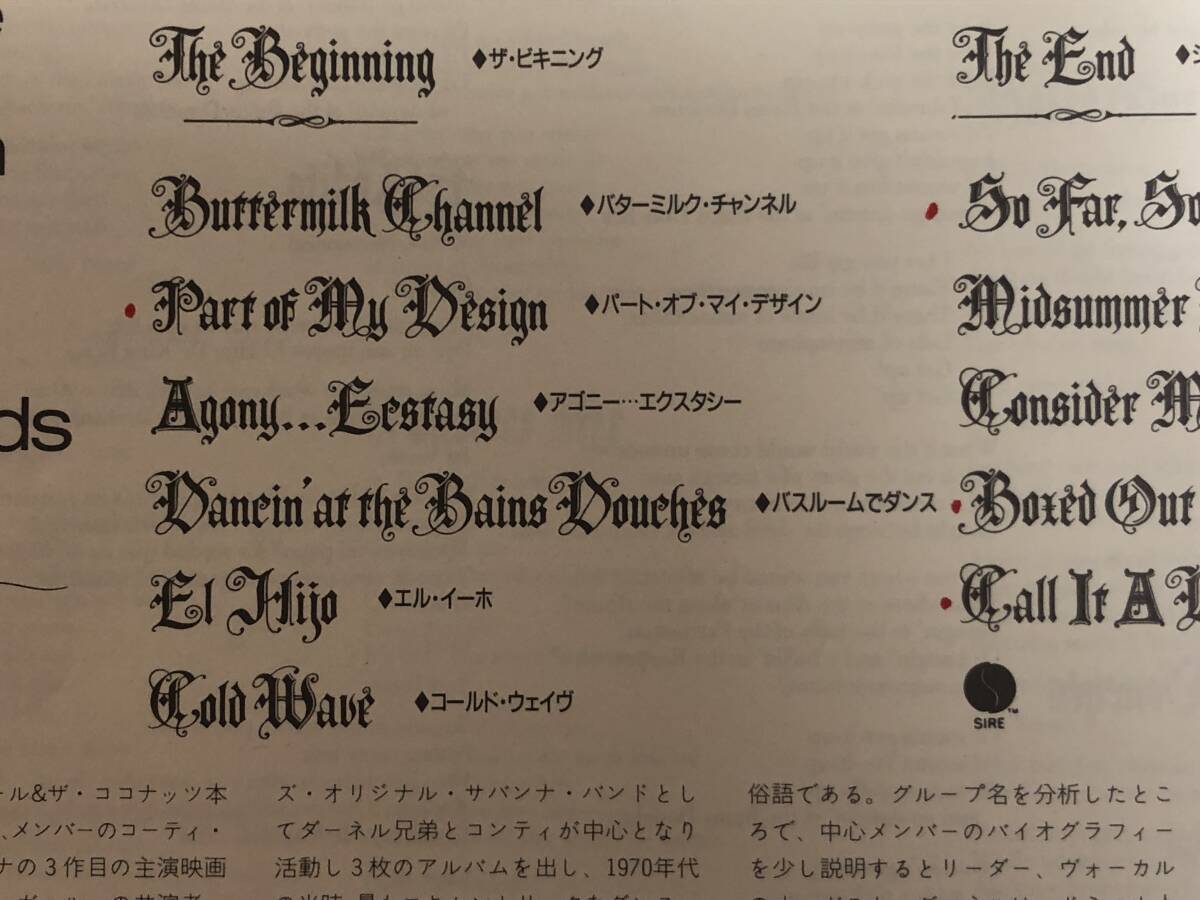 The Beginning ◆ザ・ビキニング
Buttermilk Channel ◆バターミルク・チャンネル
Part of My Design ◆パート・オブ・マイ・デザイン
Agony...Ecstasy ◆アゴニー…エクスタシー
Dancin' at the Bains Douches ◆バスルームでダンス
El Hijo ◆エル・イーホ
Cold Wave ◆コールド・ウェイヴ
The End ◆
So Far, So
Midsummer
Consider M
Boxed Out
Call It A
SIRE™
ds
ール&ザ・ココナッツ本
、メンバーのコーティ・
ナの3作目の主演映画
ズ・オリジナル・サバンナ・バンドとし
てダーネル兄弟とコンティが中心となり
活動し3枚のアルバムを出し、1970年代
俗語である。グループ名を分析したとこ
ろで、中心メンバーのバイオグラフィー
を少し説明するとリーダー、ヴォーカル